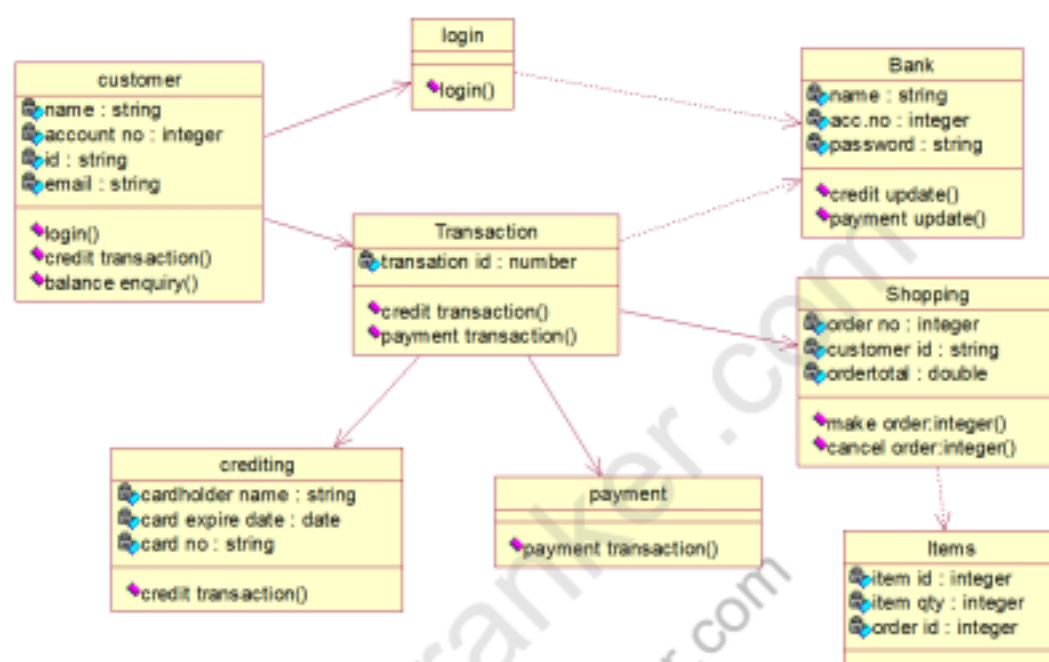 login
login()
customer
name : string
account no : integer
id : string
email : string
login()
credit transaction()
balance enquiry()
Bank
name : string
acc.no : integer
password : string
credit update()
payment update()
Transaction
transation id : number
credit transaction()
payment transaction()
Shopping
order no : integer
customer id : string
ordertotal : double
make order:integer()
cancel order:integer()
crediting
cardholder name : string
card expire date : date
card no : string
credit transaction()
payment
payment transaction()
Items
item id : integer
item qty : integer
order id : integer
ranker.com
.com